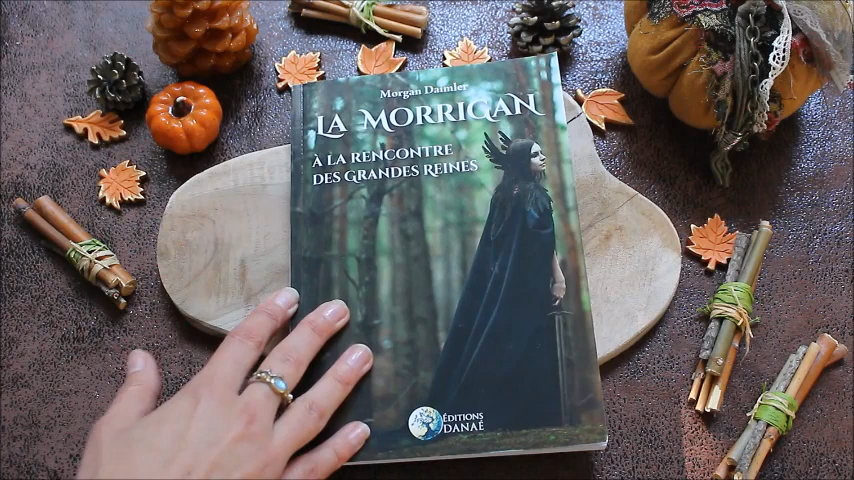 Morgan Daimler
LA MORRIGAN
À LA RENCONTRE
DES GRANDES REINES
ÉDITIONS
DANAÉ